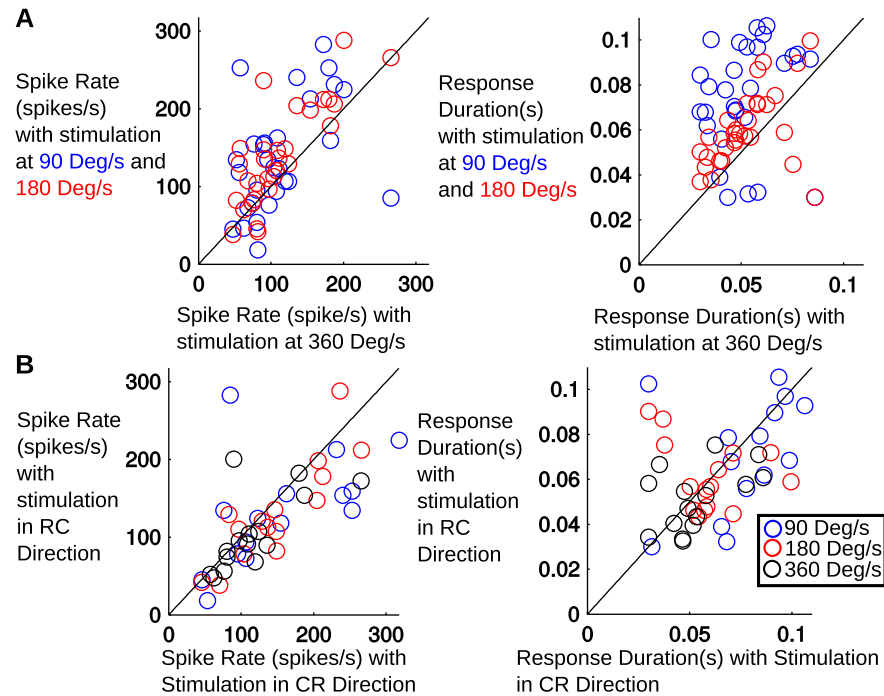 A
Spike Rate
(spikes/s)
with stimulation
at 90 Deg/s and
180 Deg/s
300
200
100
0
0
100
200
300
Spike Rate (spike/s) with
stimulation at 360 Deg/s
Response
Duration(s)
with stimulation
at 90 Deg/s
and 180 Deg/s
0.1
0.08
0.06
0.04
0.02
0
0
0.05
0.1
Response Duration(s) with
stimulation at 360 Deg/s
B
Spike Rate
(spikes/s)
with
stimulation
in RC
Direction
300
200
100
0
0
100
200
300
Spike Rate (spikes/s) with
Stimulation in CR Direction
Response
Duration(s)
with
stimulation
in RC
Direction
0.1
0.08
0.06
0.04
0.02
0
0
0.05
0.1
90 Deg/s
180 Deg/s
360 Deg/s
Response Duration(s) with Stimulation
in CR Direction